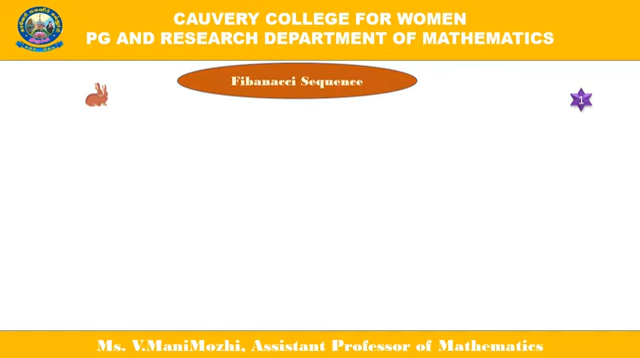 CAUVERY COLLEGE FOR WOMEN
PG AND RESEARCH DEPARTMENT OF MATHEMATICS
Fibanacci Sequence
1
Ms. V.ManiMozhi, Assistant Professor of Mathematics